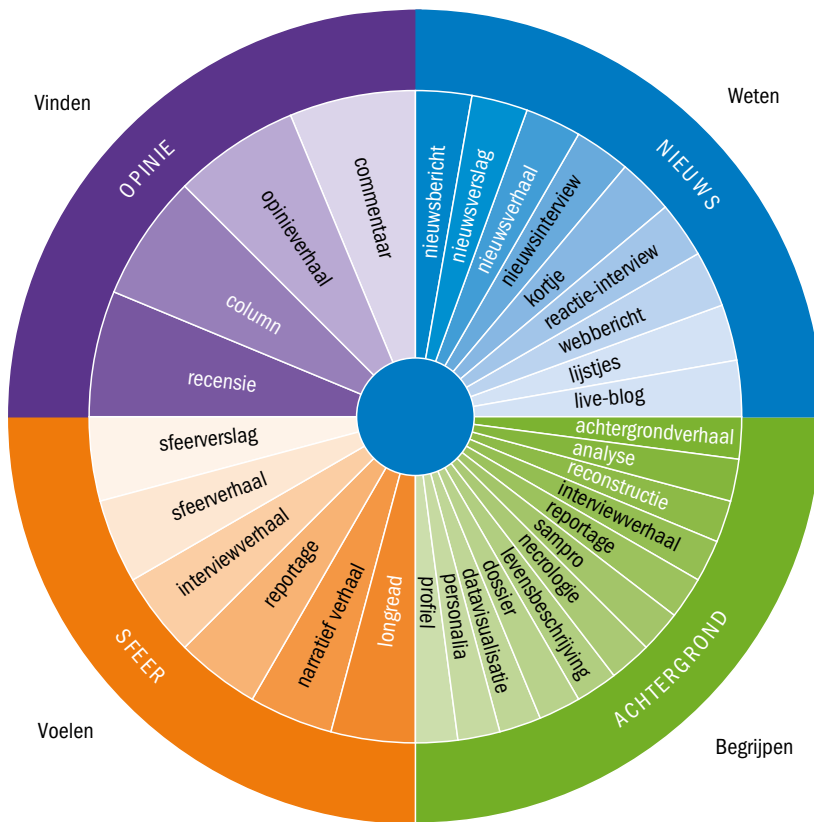 Vinden
Weten
OPINIE
NIEUWS
commentaar
opinieverhaal
column
recensie
nieuwsbericht
nieuwsverslag
nieuwsverhaal
nieuwsinterview
kortje
reactie-interview
webbericht
lijstjes
live-blog
achtergrondverhaal
analyse
reconstructie
interviewverhaal
reportage
sampro
necrologie
levensbeschrijving
dossier
datavisualisatie
personalia
profiel
sfeerverslag
sfeerverhaal
interviewverhaal
reportage
narratief verhaal
longread
SFEER
ACHTERGROND
Voelen
Begrijpen